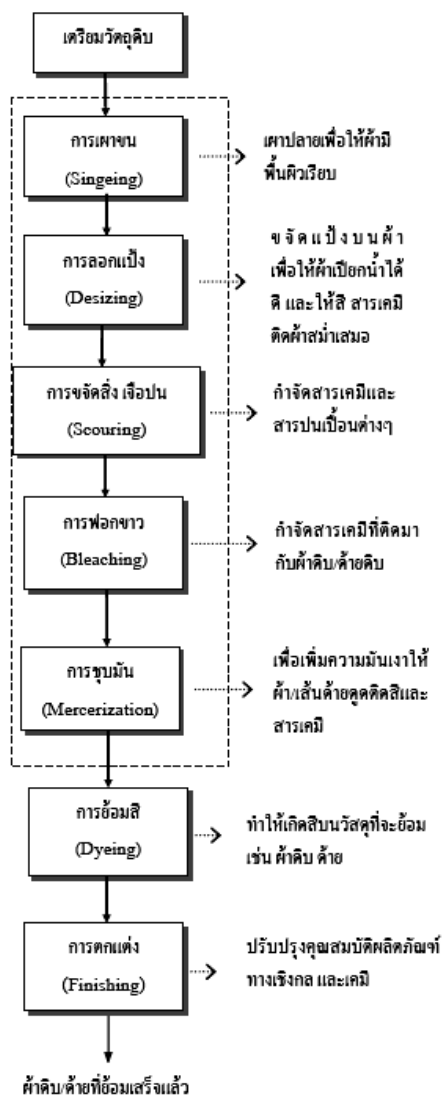 เตรียมวัตถุดิบ
การเผาขน
(Singeing)
เผาปลายเพื่อให้ผ้ามี
พื้นผิวเรียบ
การลอกแป้ง
(Desizing)
ข จั ด แ ป้ ง บ น ผ้ า
เพื่อให้ผ้าเปียกน้ำได้
ดี และให้สี สารเคมี
ติดผ้าสม่ำเสมอ
การขจัดสิ่ง เจือปน
(Scouring)
กำจัดสารเคมีและ
สารปนเปื้อนต่างๆ
การฟอกขาว
(Bleaching)
กำจัดสารเคมีที่ติดมา
กับผ้าดิบ/ด้ายดิบ
การชุบมัน
(Mercerization)
เพื่อเพิ่มความมันเงาให้
ผ้า/เส้นด้ายดูดติดสีและ
สารเคมี
การย้อมสี
(Dyeing)
ทำให้เกิดสีบนวัสดุที่จะย้อม
เช่น ผ้าดิบ ด้าย
การตกแต่ง
(Finishing)
ปรับปรุงคุณสมบัติผลิตภัณฑ์
ทางเชิงกล และเคมี
ผ้าดิบ/ด้ายที่ย้อมเสร็จแล้ว